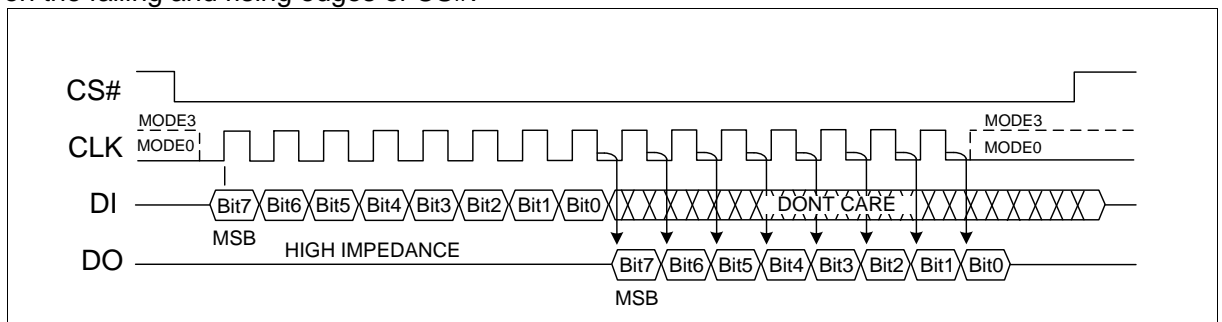 on the falling and rising edges of CS#.
CS#
MODE3 MODE3
CLK MODE0 MODE0
DI Bit7 Bit6 Bit5 Bit4 Bit3 Bit2 Bit1 Bit0 DONT CARE
MSB
DO HIGH IMPEDANCE Bit7 Bit6 Bit5 Bit4 Bit3 Bit2 Bit1 Bit0
MSB